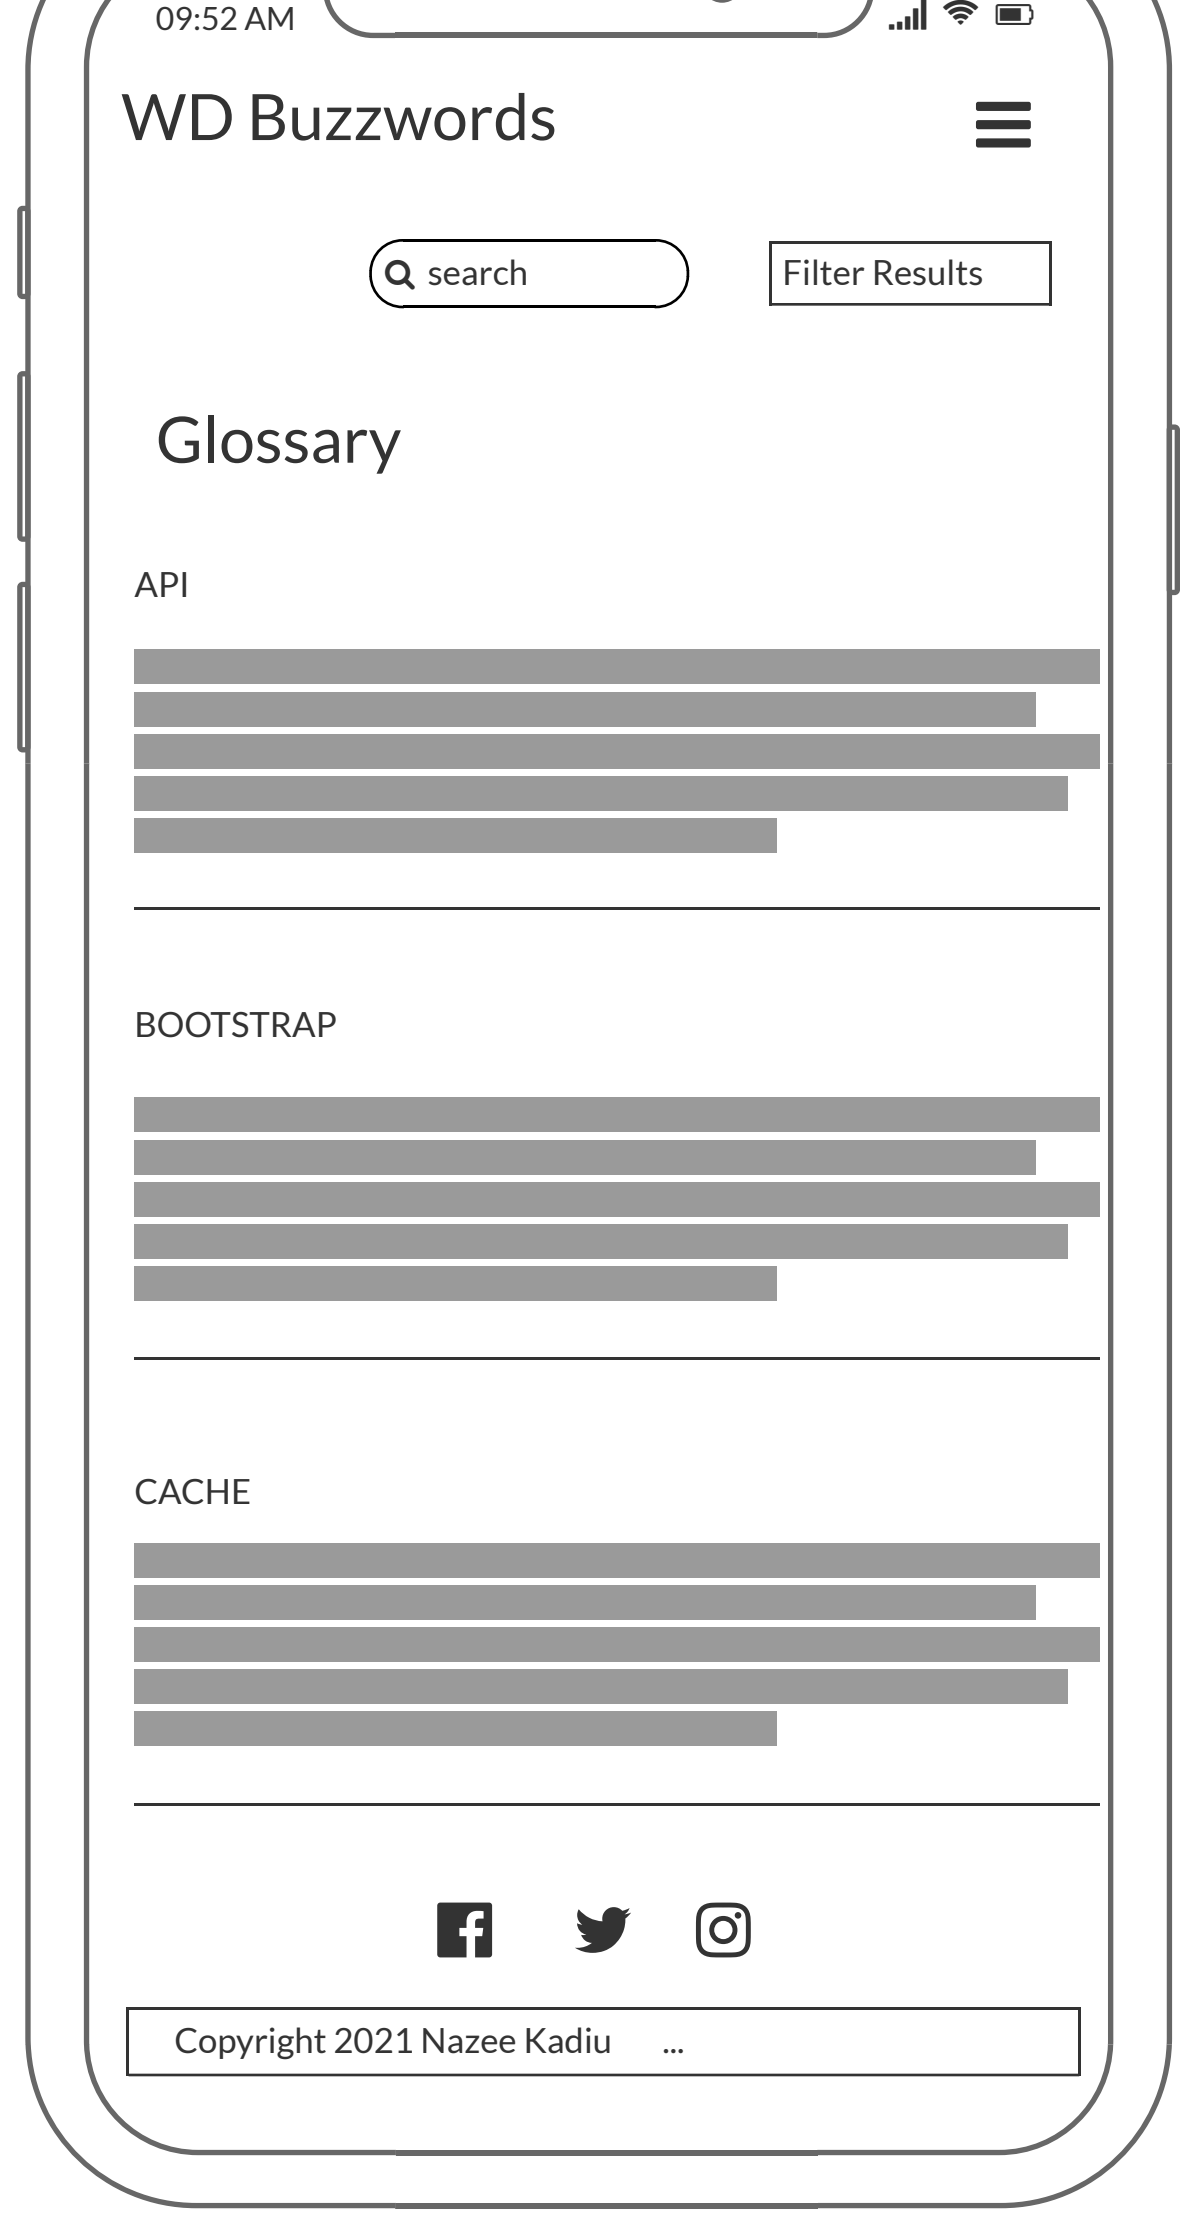 09:52 AM
WD Buzzwords
search
Filter Results
Glossary
API
BOOTSTRAP
CACHE
Copyright 2021 Nazee Kadiu ...